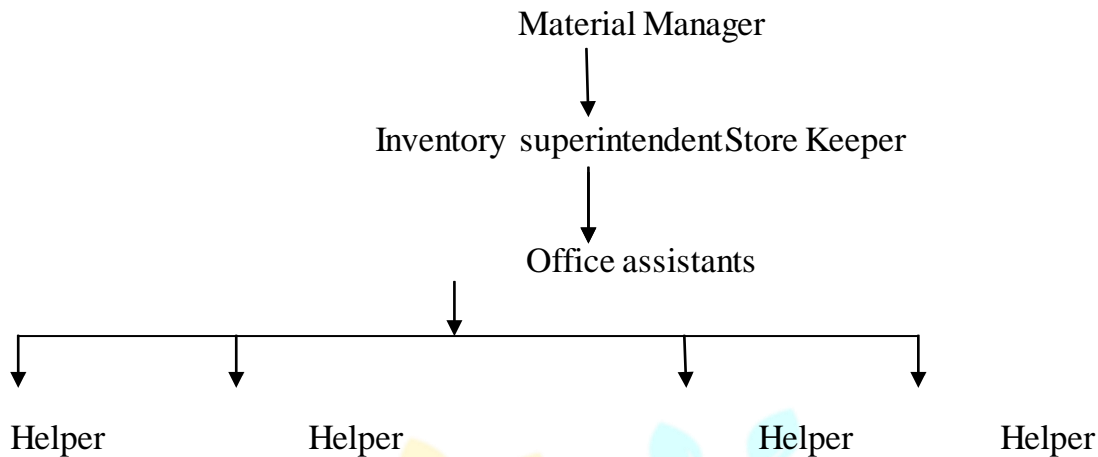 Material Manager
Inventory superintendentStore Keeper
Office assistants
Helper Helper Helper Helper